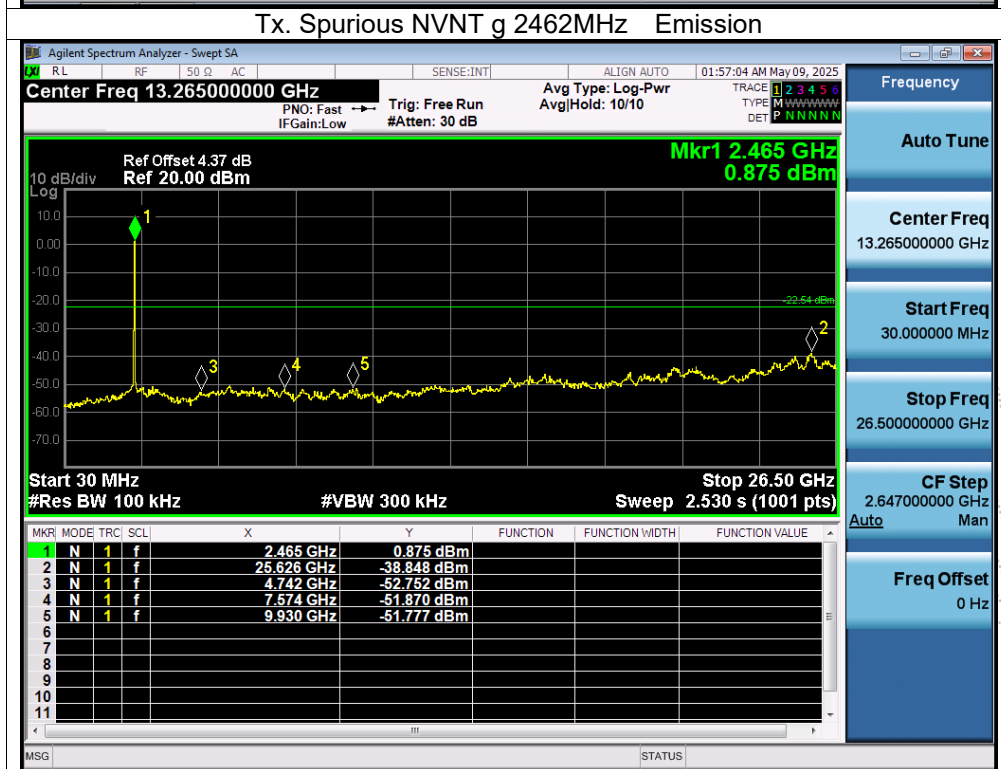 Tx. Spurious NVNT g 2462MHz Emission
Agilent Spectrum Analyzer - Swept SA
LXI RL RF 50 Ω AC SENSE:INT ALIGN AUTO 01:57:04 AM May 09, 2025
Center Freq 13.265000000 GHz
PNO: Fast
IFGain:Low
Trig: Free Run
#Atten: 30 dB
Avg Type: Log-Pwr
Avg|Hold: 10/10
TRACE 1 2 3 4 5 6
TYPE M WWWWW
DET P N N N N N
Mkr1 2.465 GHz
0.875 dBm
Ref Offset 4.37 dB
10 dB/div Ref 20.00 dBm
Log
10.0
0.00
-10.0
-20.0
-30.0
-40.0
-50.0
-60.0
-70.0
-22.54 dBm
1
2
3
4
5
Start 30 MHz Stop 26.50 GHz
#Res BW 100 kHz #VBW 300 kHz Sweep 2.530 s (1001 pts)
MKR MODE TRC SCL X Y FUNCTION FUNCTION WIDTH FUNCTION VALUE
1 N 1 f 2.465 GHz 0.875 dBm
2 N 1 f 25.626 GHz -38.848 dBm
3 N 1 f 4.742 GHz -52.752 dBm
4 N 1 f 7.574 GHz -51.870 dBm
5 N 1 f 9.930 GHz -51.777 dBm
6
7
8
9
10
11
MSG STATUS
Frequency
Auto Tune
Center Freq
13.265000000 GHz
Start Freq
30.000000 MHz
Stop Freq
26.500000000 GHz
CF Step
2.647000000 GHz
Auto Man
Freq Offset
0 Hz